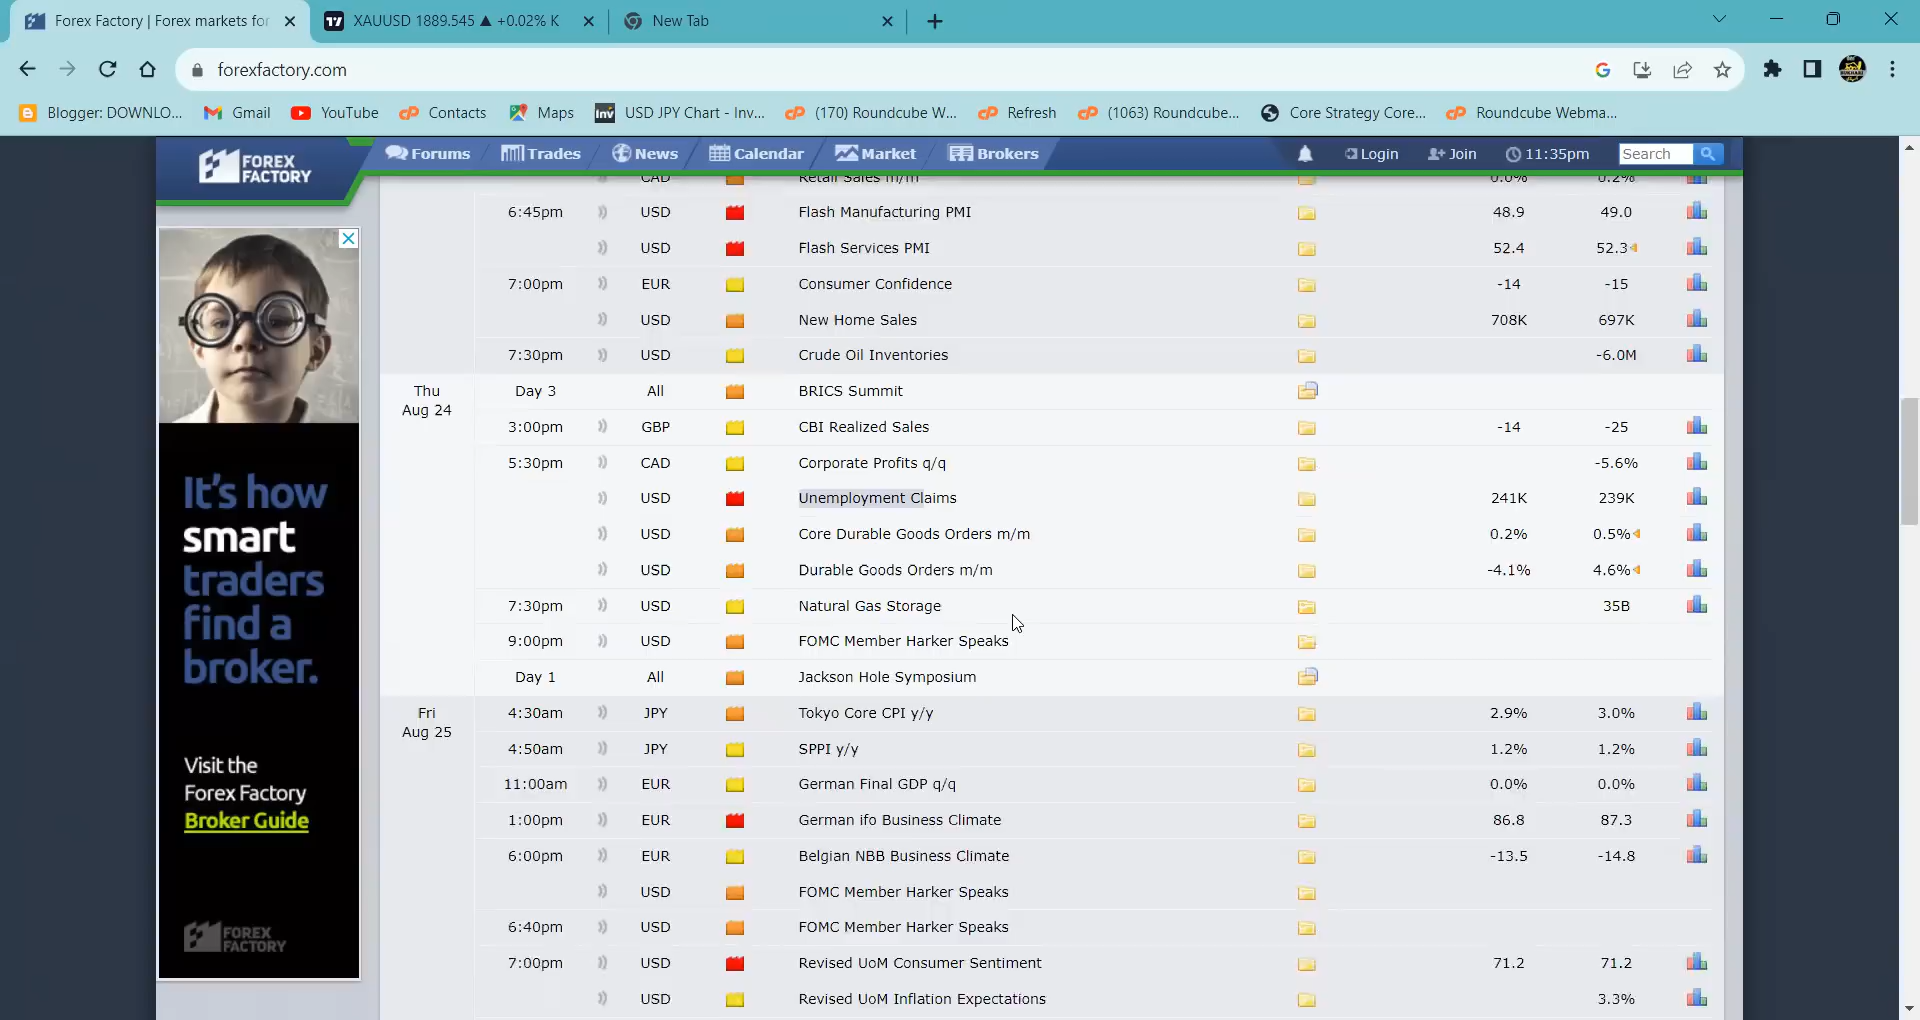 Forex Factory | Forex markets for
XAUUSD 1889.545 ▲ +0.02% K
New Tab
forexfactory.com
Blogger: DOWNLO...
Gmail
YouTube
Contacts
Maps
Inv
USD JPY Chart - Inv...
(170) Roundcube W...
Refresh
(1063) Roundcube...
Core Strategy Core...
Roundcube Webma...
FOREX
FACTORY
Forums
Trades
News
Calendar
Market
Brokers
Login
Join
11:35pm
Search
CAD Retail Sales m/m 0.0% 0.2%
6:45pm USD Flash Manufacturing PMI 48.9 49.0
USD Flash Services PMI 52.4 52.3
7:00pm EUR Consumer Confidence -14 -15
USD New Home Sales 708K 697K
7:30pm USD Crude Oil Inventories -6.0M
Thu
Aug 24
Day 3 All BRICS Summit
3:00pm GBP CBI Realized Sales -14 -25
5:30pm CAD Corporate Profits q/q -5.6%
USD Unemployment Claims 241K 239K
USD Core Durable Goods Orders m/m 0.2% 0.5%
USD Durable Goods Orders m/m -4.1% 4.6%
7:30pm USD Natural Gas Storage 35B
9:00pm USD FOMC Member Harker Speaks
Day 1 All Jackson Hole Symposium
Fri
Aug 25
4:30am JPY Tokyo Core CPI y/y 2.9% 3.0%
4:50am JPY SPPI y/y 1.2% 1.2%
11:00am EUR German Final GDP q/q 0.0% 0.0%
1:00pm EUR German ifo Business Climate 86.8 87.3
6:00pm EUR Belgian NBB Business Climate -13.5 -14.8
USD FOMC Member Harker Speaks
6:40pm USD FOMC Member Harker Speaks
7:00pm USD Revised UoM Consumer Sentiment 71.2 71.2
USD Revised UoM Inflation Expectations 3.3%
It's how
smart
traders
find a
broker.
Visit the
Forex Factory
Broker Guide
FOREX
FACTORY